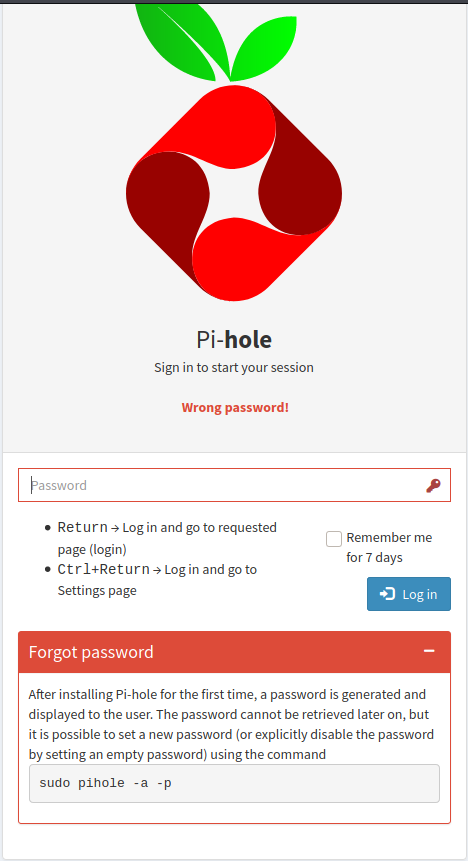 Pi-hole
Sign in to start your session
Wrong password!
Password
Return → Log in and go to requested
page (login)
Ctrl+Return → Log in and go to
Settings page
Remember me
for 7 days
Log in
Forgot password
After installing Pi-hole for the first time, a password is generated and
displayed to the user. The password cannot be retrieved later on, but
it is possible to set a new password (or explicitly disable the password
by setting an empty password) using the command
sudo pihole -a -p